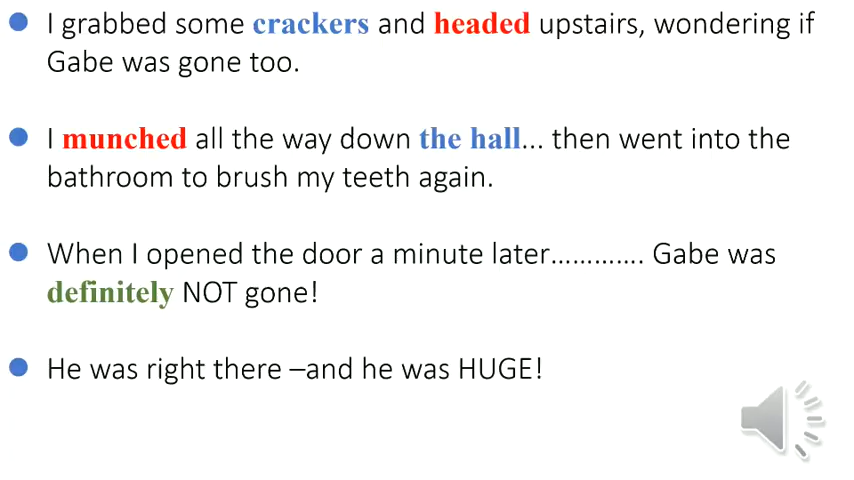 I grabbed some crackers and headed upstairs, wondering if
Gabe was gone too.
I munched all the way down the hall... then went into the
bathroom to brush my teeth again.
When I opened the door a minute later............. Gabe was
definitely NOT gone!
He was right there –and he was HUGE!